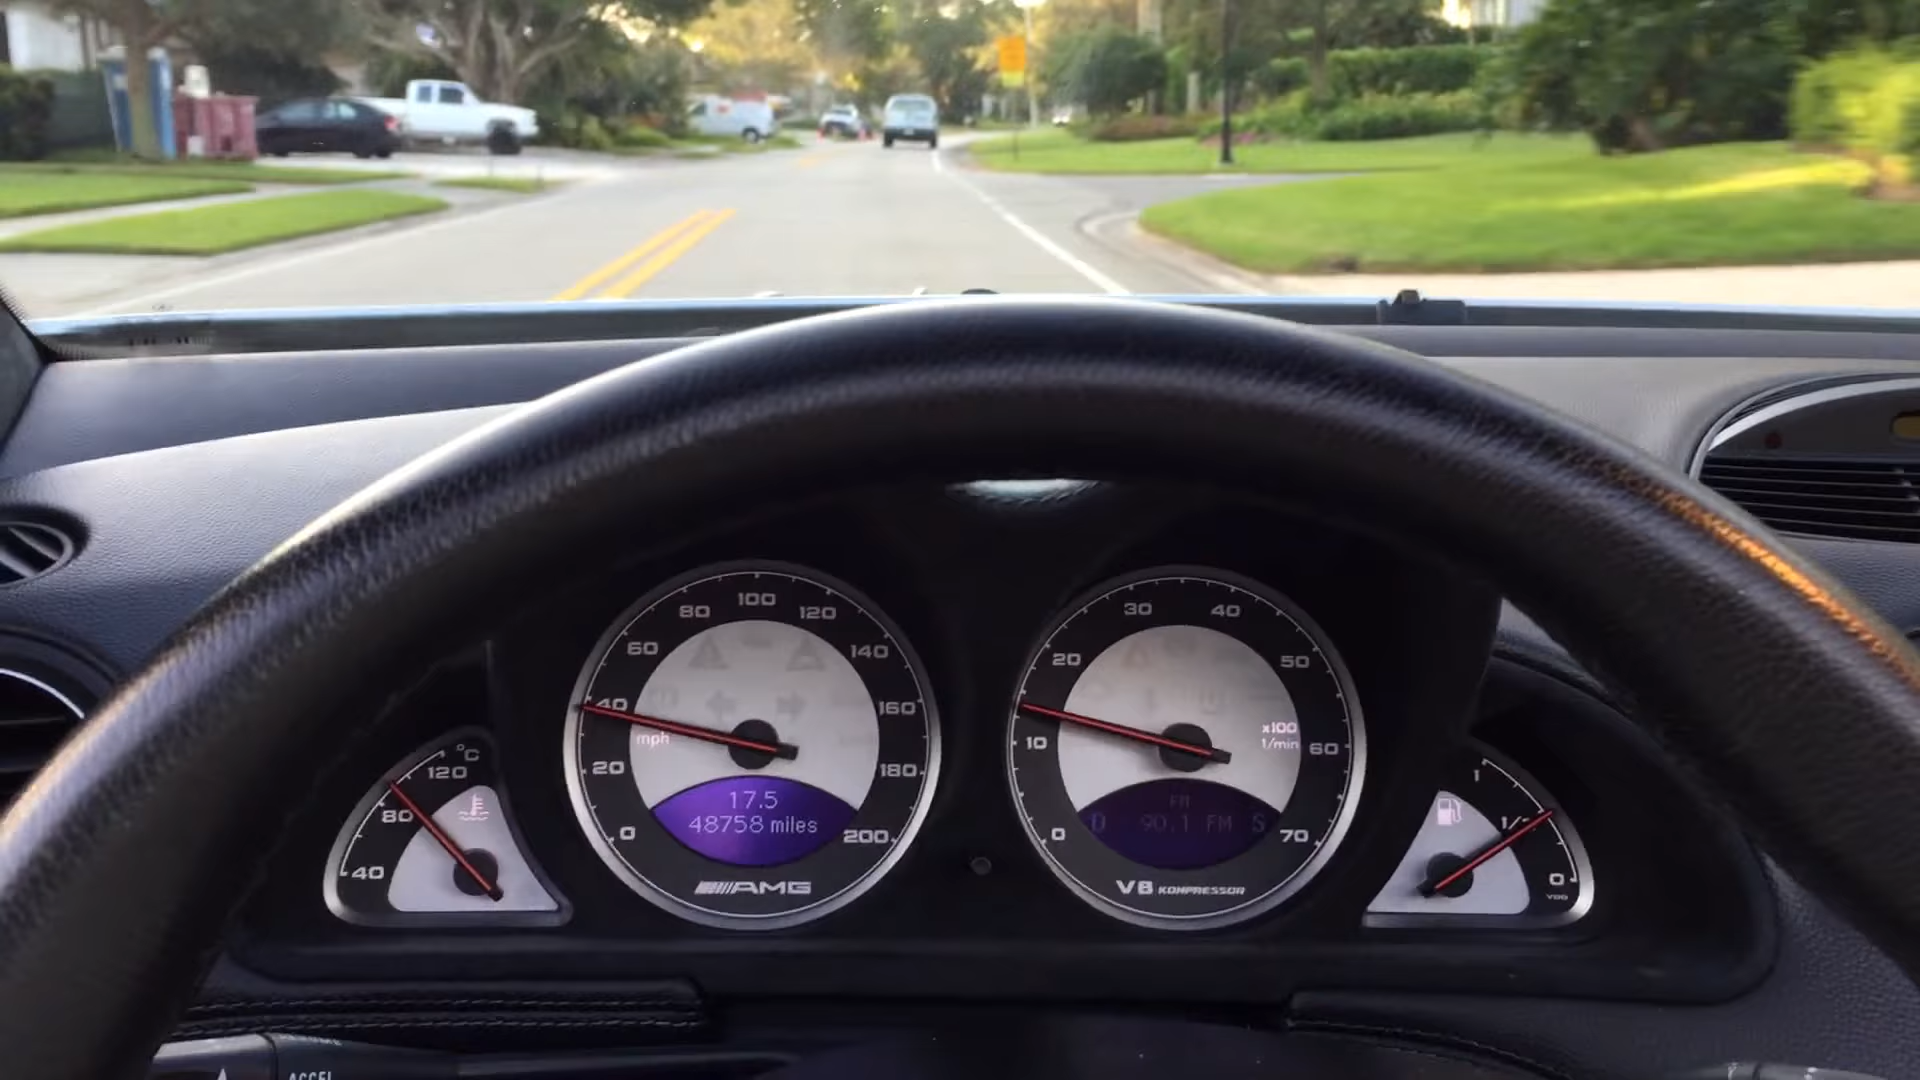 80 100 120
60 140
40 160
mph
20 180
0 200
17.5
48758 miles
AMG
30 40
20 50
10 60
x100
1/min
0 70
FM
D 90.1 FM S
V8 KOMPRESSOR
°C
120
80
40
1
0
VDO
ACCEL